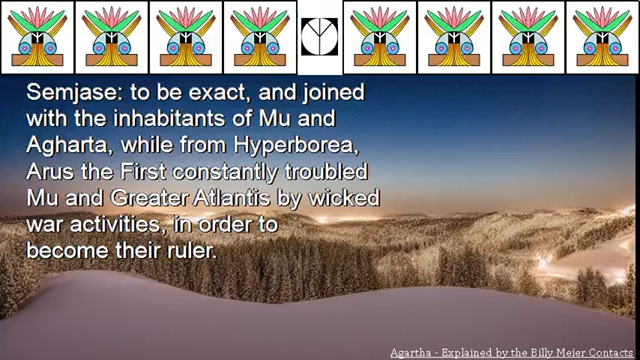 Semjase: to be exact, and joined
with the inhabitants of Mu and
Agharta, while from Hyperborea,
Arus the First constantly troubled
Mu and Greater Atlantis by wicked
war activities, in order to
become their ruler.
Agartha - Explained by the Billy Meier Contacts